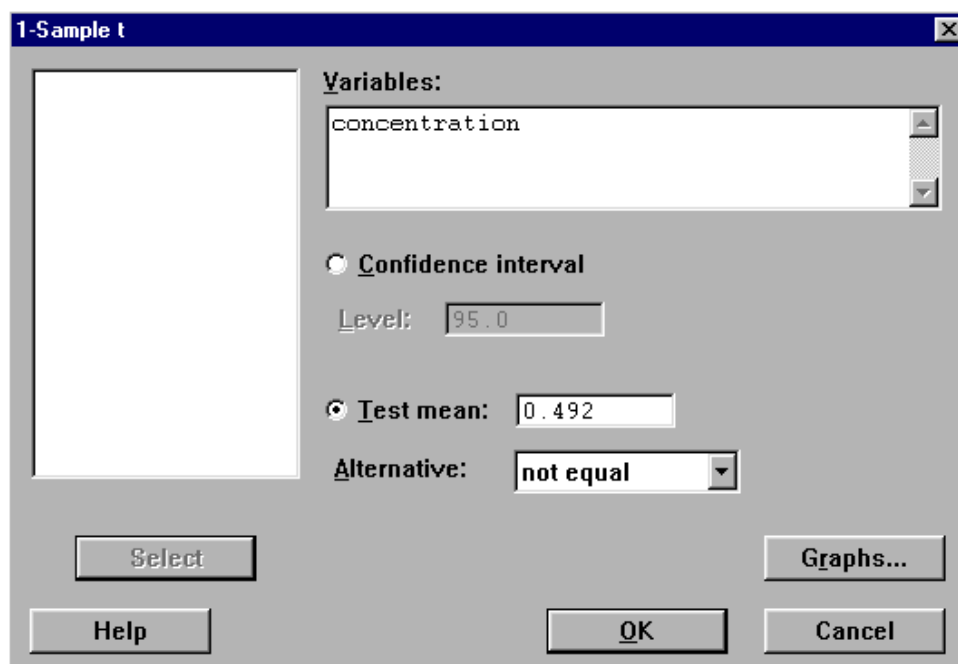 1-Sample t
Variables:
concentration
Confidence interval
Level: 95.0
Test mean: 0.492
Alternative: not equal
Select
Graphs...
Help
OK
Cancel